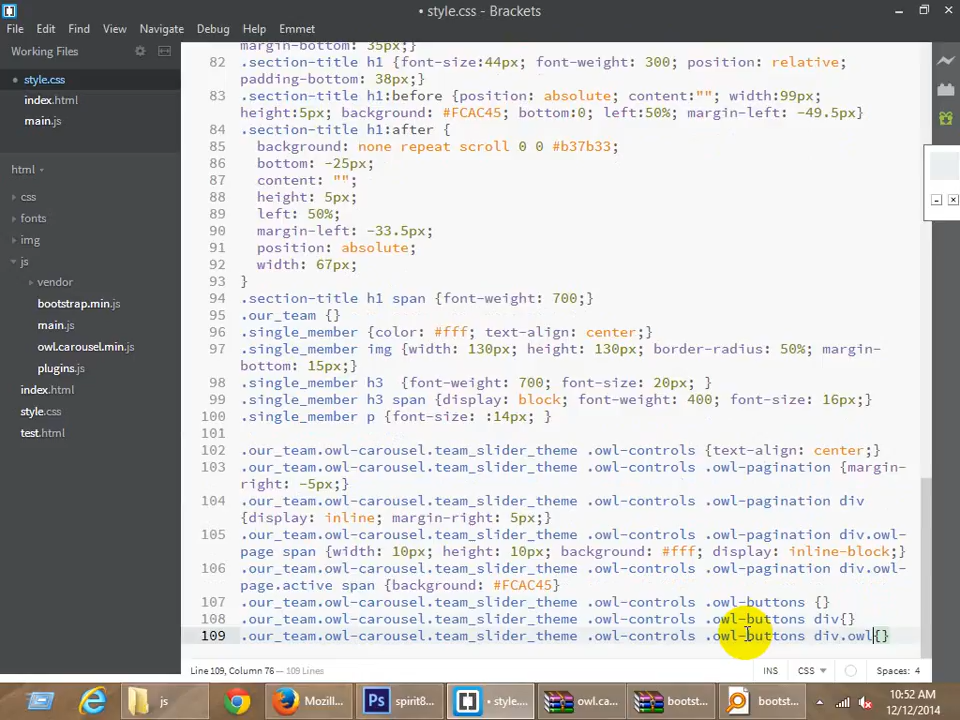 • style.css - Brackets
File Edit Find View Navigate Debug Help Emmet
Working Files
• style.css
index.html
main.js
html
css
fonts
img
js
vendor
bootstrap.min.js
main.js
owl.carousel.min.js
plugins.js
index.html
style.css
test.html
margin-bottom: 35px;}
82 .section-title h1 {font-size:44px; font-weight: 300; position: relative;
padding-bottom: 38px;}
83 .section-title h1:before {position: absolute; content:""; width:99px;
height:5px; background: #FCAC45; bottom:0; left:50%; margin-left: -49.5px}
84 .section-title h1:after {
85 background: none repeat scroll 0 0 #b37b33;
86 bottom: -25px;
87 content: "";
88 height: 5px;
89 left: 50%;
90 margin-left: -33.5px;
91 position: absolute;
92 width: 67px;
93 }
94 .section-title h1 span {font-weight: 700;}
95 .our_team {}
96 .single_member {color: #fff; text-align: center;}
97 .single_member img {width: 130px; height: 130px; border-radius: 50%; margin-
bottom: 15px;}
98 .single_member h3  {font-weight: 700; font-size: 20px; }
99 .single_member h3 span {display: block; font-weight: 400; font-size: 16px;}
100 .single_member p {font-size: :14px; }
101
102 .our_team.owl-carousel.team_slider_theme .owl-controls {text-align: center;}
103 .our_team.owl-carousel.team_slider_theme .owl-controls .owl-pagination {margin-
right: -5px;}
104 .our_team.owl-carousel.team_slider_theme .owl-controls .owl-pagination div
{display: inline; margin-right: 5px;}
105 .our_team.owl-carousel.team_slider_theme .owl-controls .owl-pagination div.owl-
page span {width: 10px; height: 10px; background: #fff; display: inline-block;}
106 .our_team.owl-carousel.team_slider_theme .owl-controls .owl-pagination div.owl-
page.active span {background: #FCAC45}
107 .our_team.owl-carousel.team_slider_theme .owl-controls .owl-buttons {}
108 .our_team.owl-carousel.team_slider_theme .owl-controls .owl-buttons div{}
109 .our_team.owl-carousel.team_slider_theme .owl-controls .owl-buttons div.owl{}
Line 109, Column 76 — 109 Lines INS CSS Spaces: 4
js Mozill... spirit8... • style.... owl.ca... bootst... bootst... 10:52 AM
12/12/2014